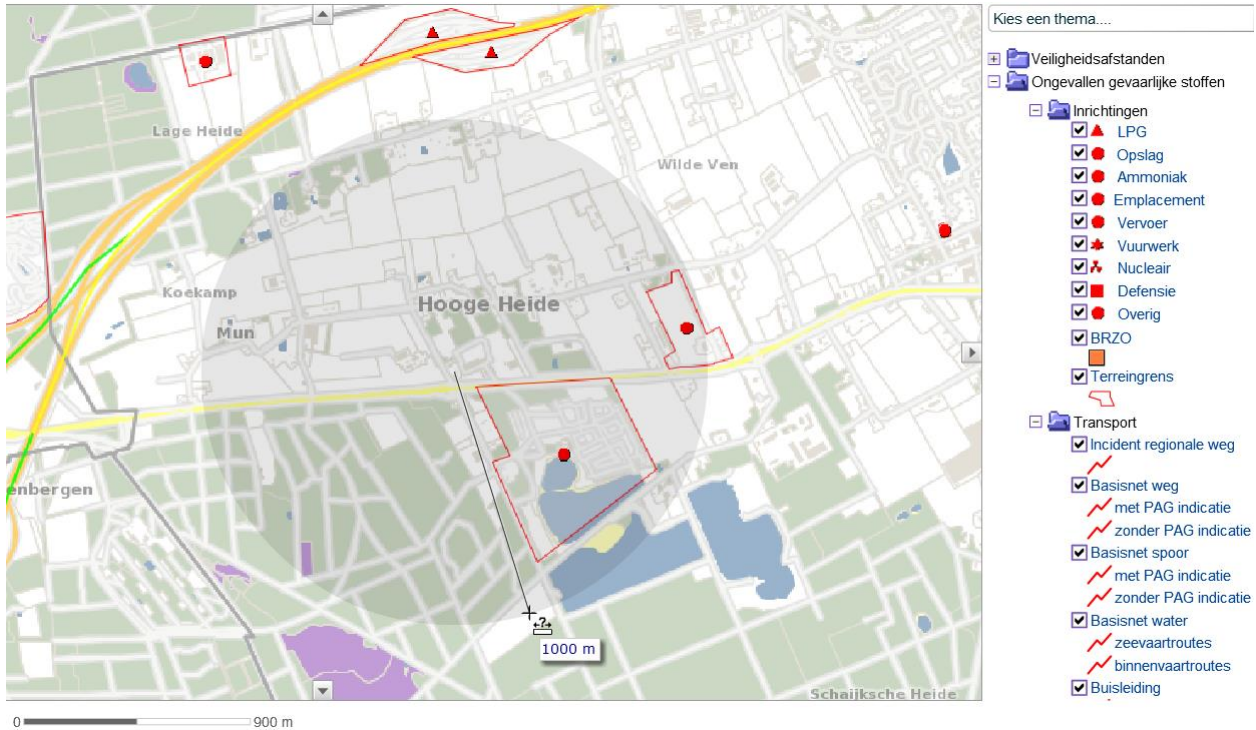 Lage Heide
Wilde Ven
Koekamp
Hooge Heide
Mun
enbergen
1000 m
Schaijksche Heide
0
900 m
Kies een thema....
Veiligheidsafstanden
Ongevallen gevaarlijke stoffen
Inrichtingen
LPG
Opslag
Ammoniak
Emplacement
Vervoer
Vuurwerk
Nucleair
Defensie
Overig
BRZO
Terreingrens
Transport
Incident regionale weg
Basisnet weg
met PAG indicatie
zonder PAG indicatie
Basisnet spoor
met PAG indicatie
zonder PAG indicatie
Basisnet water
zeevaartroutes
binnenvaartroutes
Buisleiding